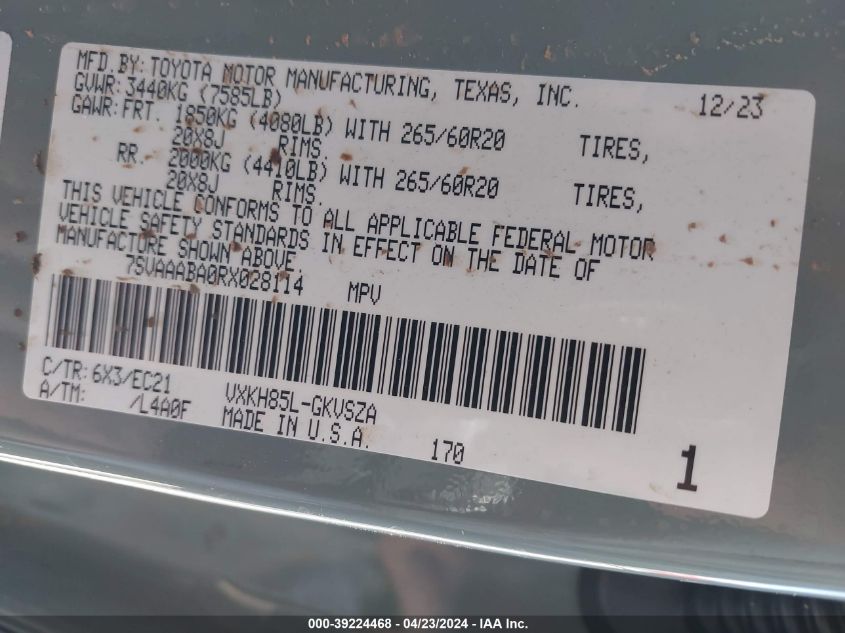 MFD.BY: TOYOTA MOTOR MANUFACTURING, TEXAS, INC. 12/23
GVWR: 3440KG (7585LB)
GAWR: FRT. 1850KG (4080LB) WITH 265/60R20 TIRES,
20X8J RIMS.
RR. 2000KG (4410LB) WITH 265/60R20 TIRES,
20X8J RIMS.
THIS VEHICLE CONFORMS TO ALL APPLICABLE FEDERAL MOTOR
VEHICLE SAFETY STANDARDS IN EFFECT ON THE DATE OF
MANUFACTURE SHOWN ABOVE.
7SVAAABA0RX028114 MPV
C/TR: 6X3/EC21
A/TM: /L4A0F VXKH85L-GKVSZA
MADE IN U.S.A. 170 1
000-39224468 - 04/23/2024 - IAA Inc.